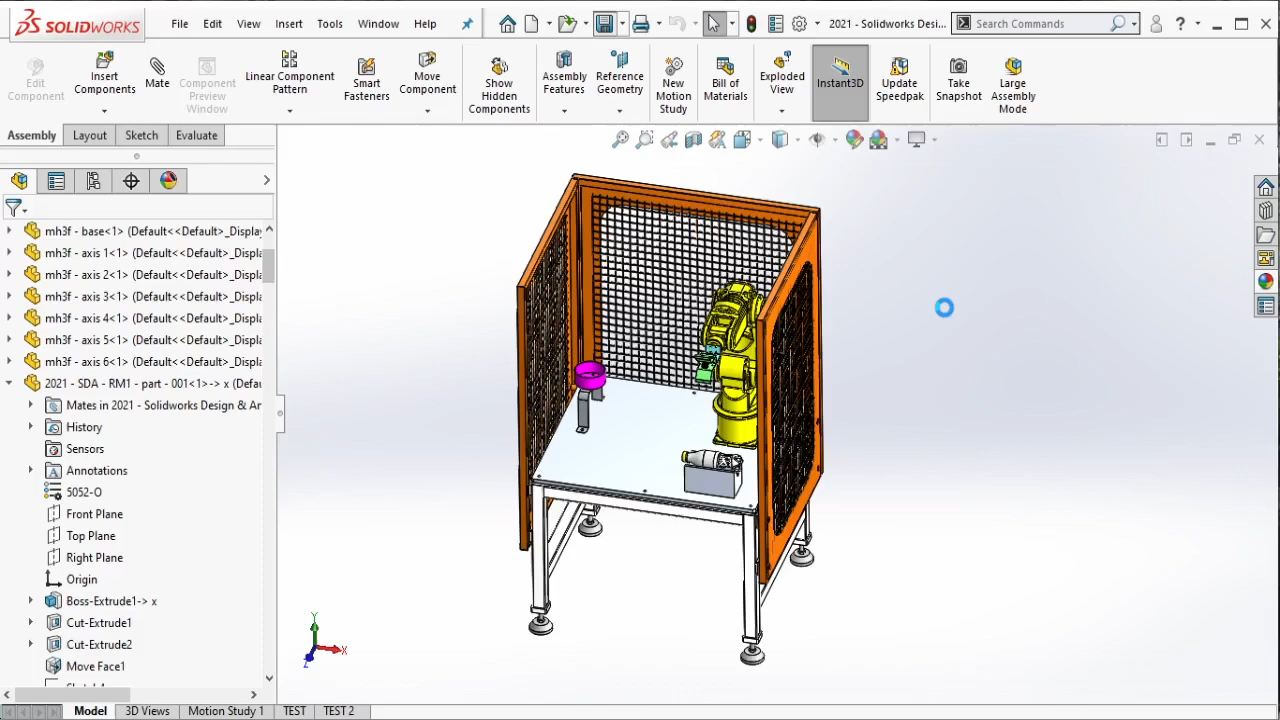 SOLIDWORKS File Edit View Insert Tools Window Help 2021 - Solidworks Desi... Search Commands ?
Edit Component
Insert Components
Mate
Component Preview Window
Linear Component Pattern
Smart Fasteners
Move Component
Show Hidden Components
Assembly Features
Reference Geometry
New Motion Study
Bill of Materials
Exploded View
Instant3D
Update Speedpak
Take Snapshot
Large Assembly Mode
Assembly Layout Sketch Evaluate
mh3f - base<1> (Default<<Default>_Display
mh3f - axis 1<1> (Default<<Default>_Displ
mh3f - axis 2<1> (Default<<Default>_Displ
mh3f - axis 3<1> (Default<<Default>_Displ
mh3f - axis 4<1> (Default<<Default>_Displ
mh3f - axis 5<1> (Default<<Default>_Displ
mh3f - axis 6<1> (Default<<Default>_Displ
2021 - SDA - RM1 - part - 001<1>-> x (Defau
Mates in 2021 - Solidworks Design & Ar
History
Sensors
Annotations
5052-O
Front Plane
Top Plane
Right Plane
Origin
Boss-Extrude1-> x
Cut-Extrude1
Cut-Extrude2
Move Face1
Y
X
Z
Model 3D Views Motion Study 1 TEST TEST 2